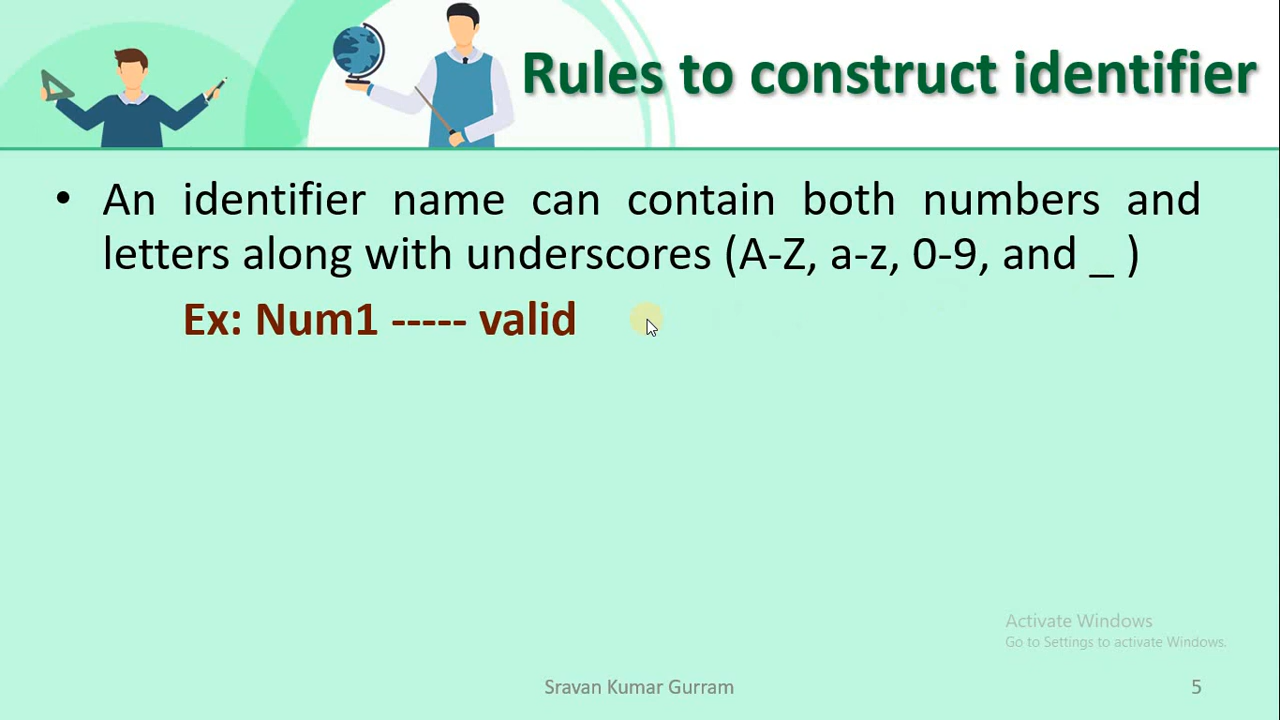 Rules to construct identifier
• An identifier name can contain both numbers and
letters along with underscores (A-Z, a-z, 0-9, and _ )
Ex: Num1 ----- valid
Activate Windows
Go to Settings to activate Windows.
Sravan Kumar Gurram
5